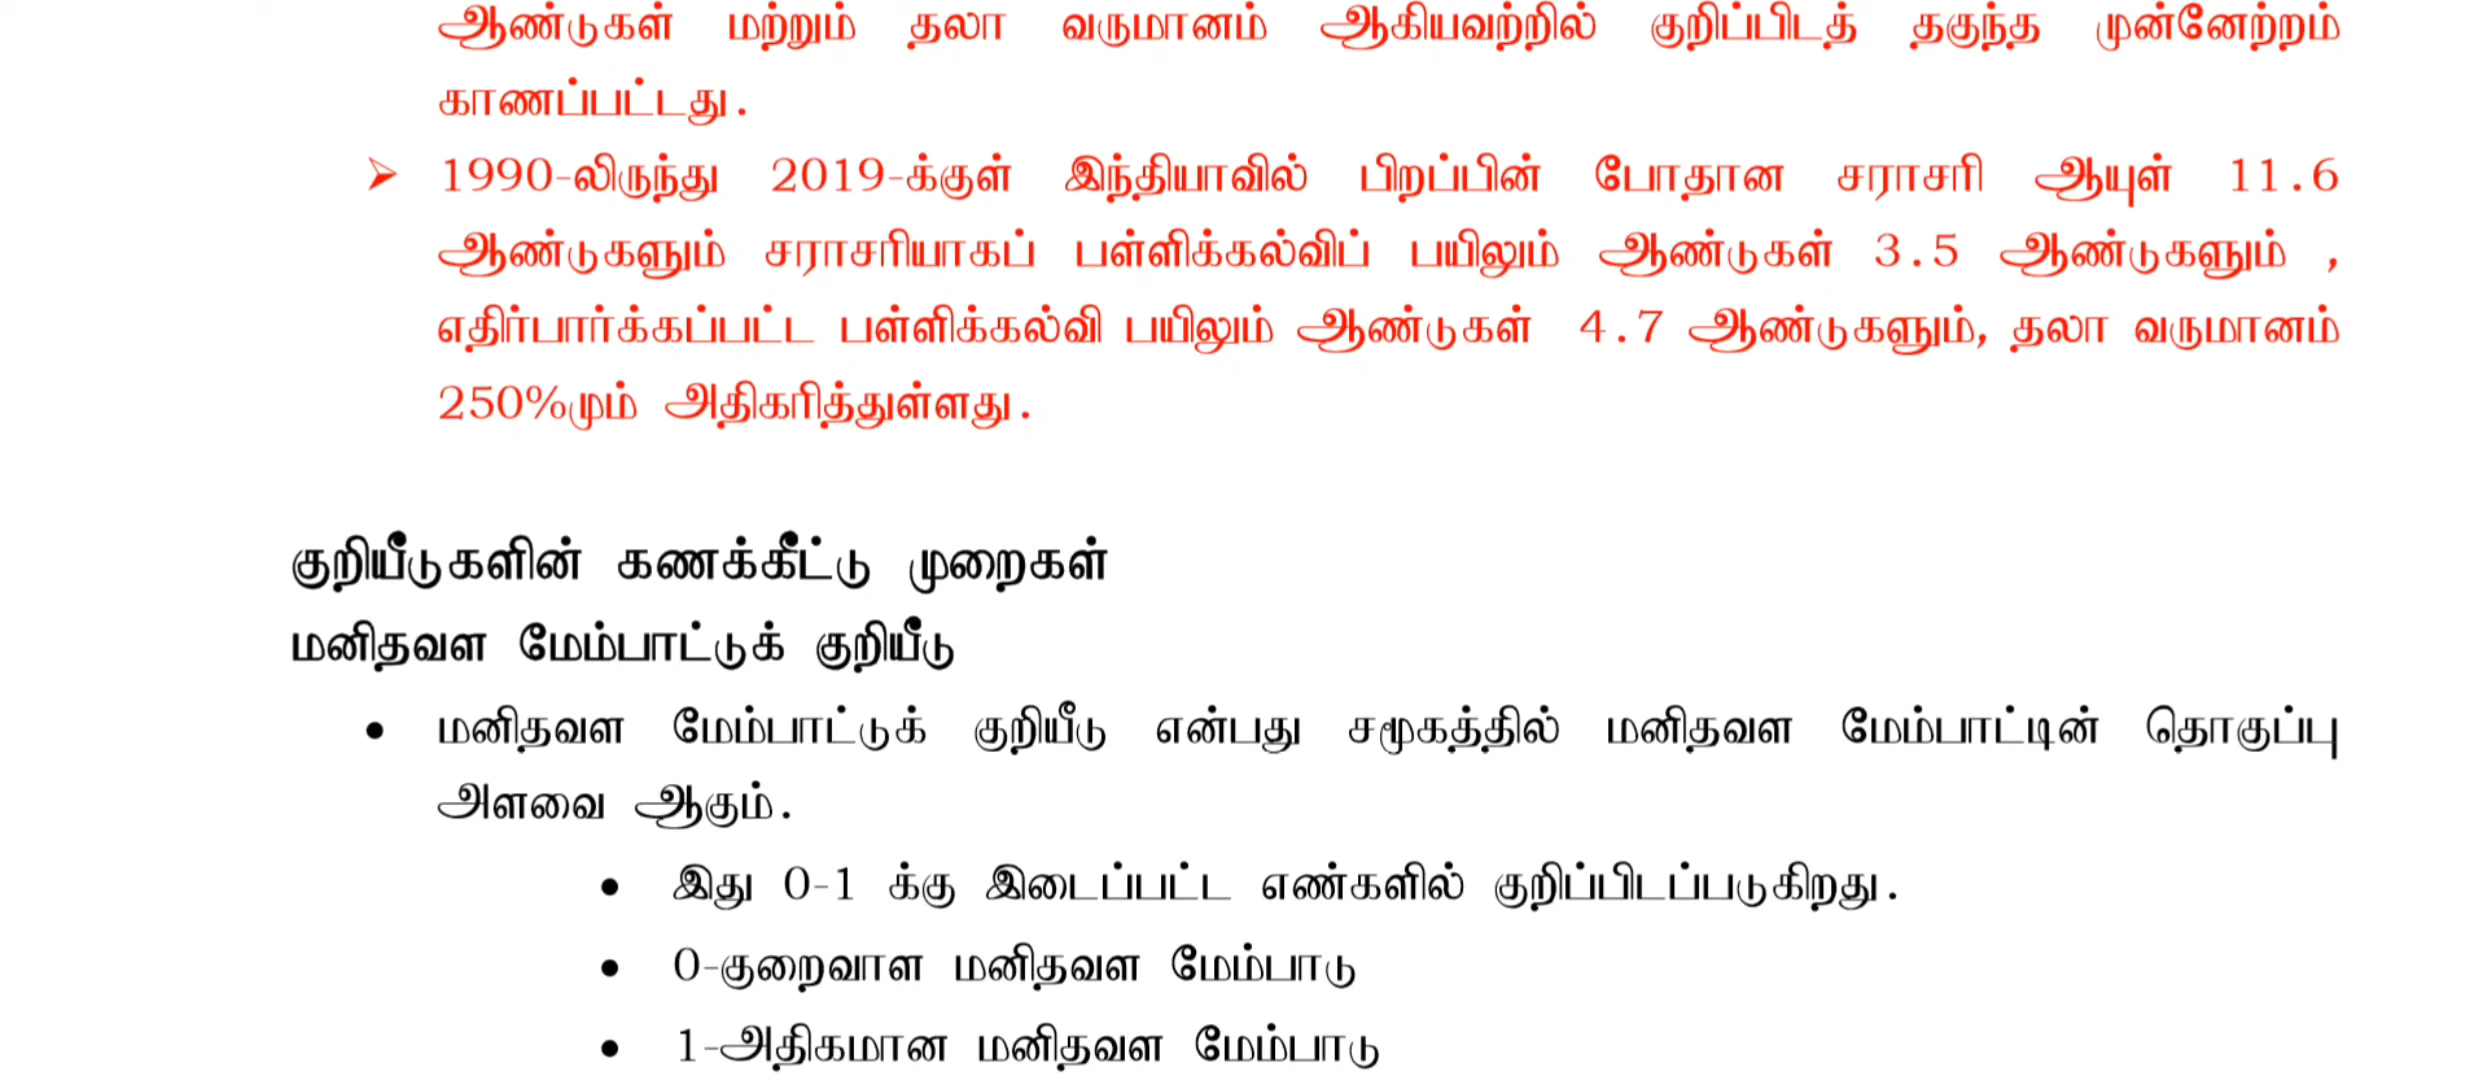 ஆண்டுகள் மற்றும் தலா வருமானம் ஆகியவற்றில் குறிப்பிடத் தகுந்த முன்னேற்றம்
காணப்பட்டது.
➢ 1990-லிருந்து 2019-க்குள் இந்தியாவில் பிறப்பின் போதான சராசரி ஆயுள் 11.6
ஆண்டுகளும் சராசரியாகப் பள்ளிக்கல்விப் பயிலும் ஆண்டுகள் 3.5 ஆண்டுகளும் ,
எதிர்பார்க்கப்பட்ட பள்ளிக்கல்வி பயிலும் ஆண்டுகள் 4.7 ஆண்டுகளும், தலா வருமானம்
250%மும் அதிகரித்துள்ளது.
குறியீடுகளின் கணக்கீட்டு முறைகள்
மனிதவள மேம்பாட்டுக் குறியீடு
• மனிதவள மேம்பாட்டுக் குறியீடு என்பது சமூகத்தில் மனிதவள மேம்பாட்டின் தொகுப்பு
அளவை ஆகும்.
• இது 0-1 க்கு இடைப்பட்ட எண்களில் குறிப்பிடப்படுகிறது.
• 0-குறைவாள மனிதவள மேம்பாடு
• 1-அதிகமான மனிதவள மேம்பாடு